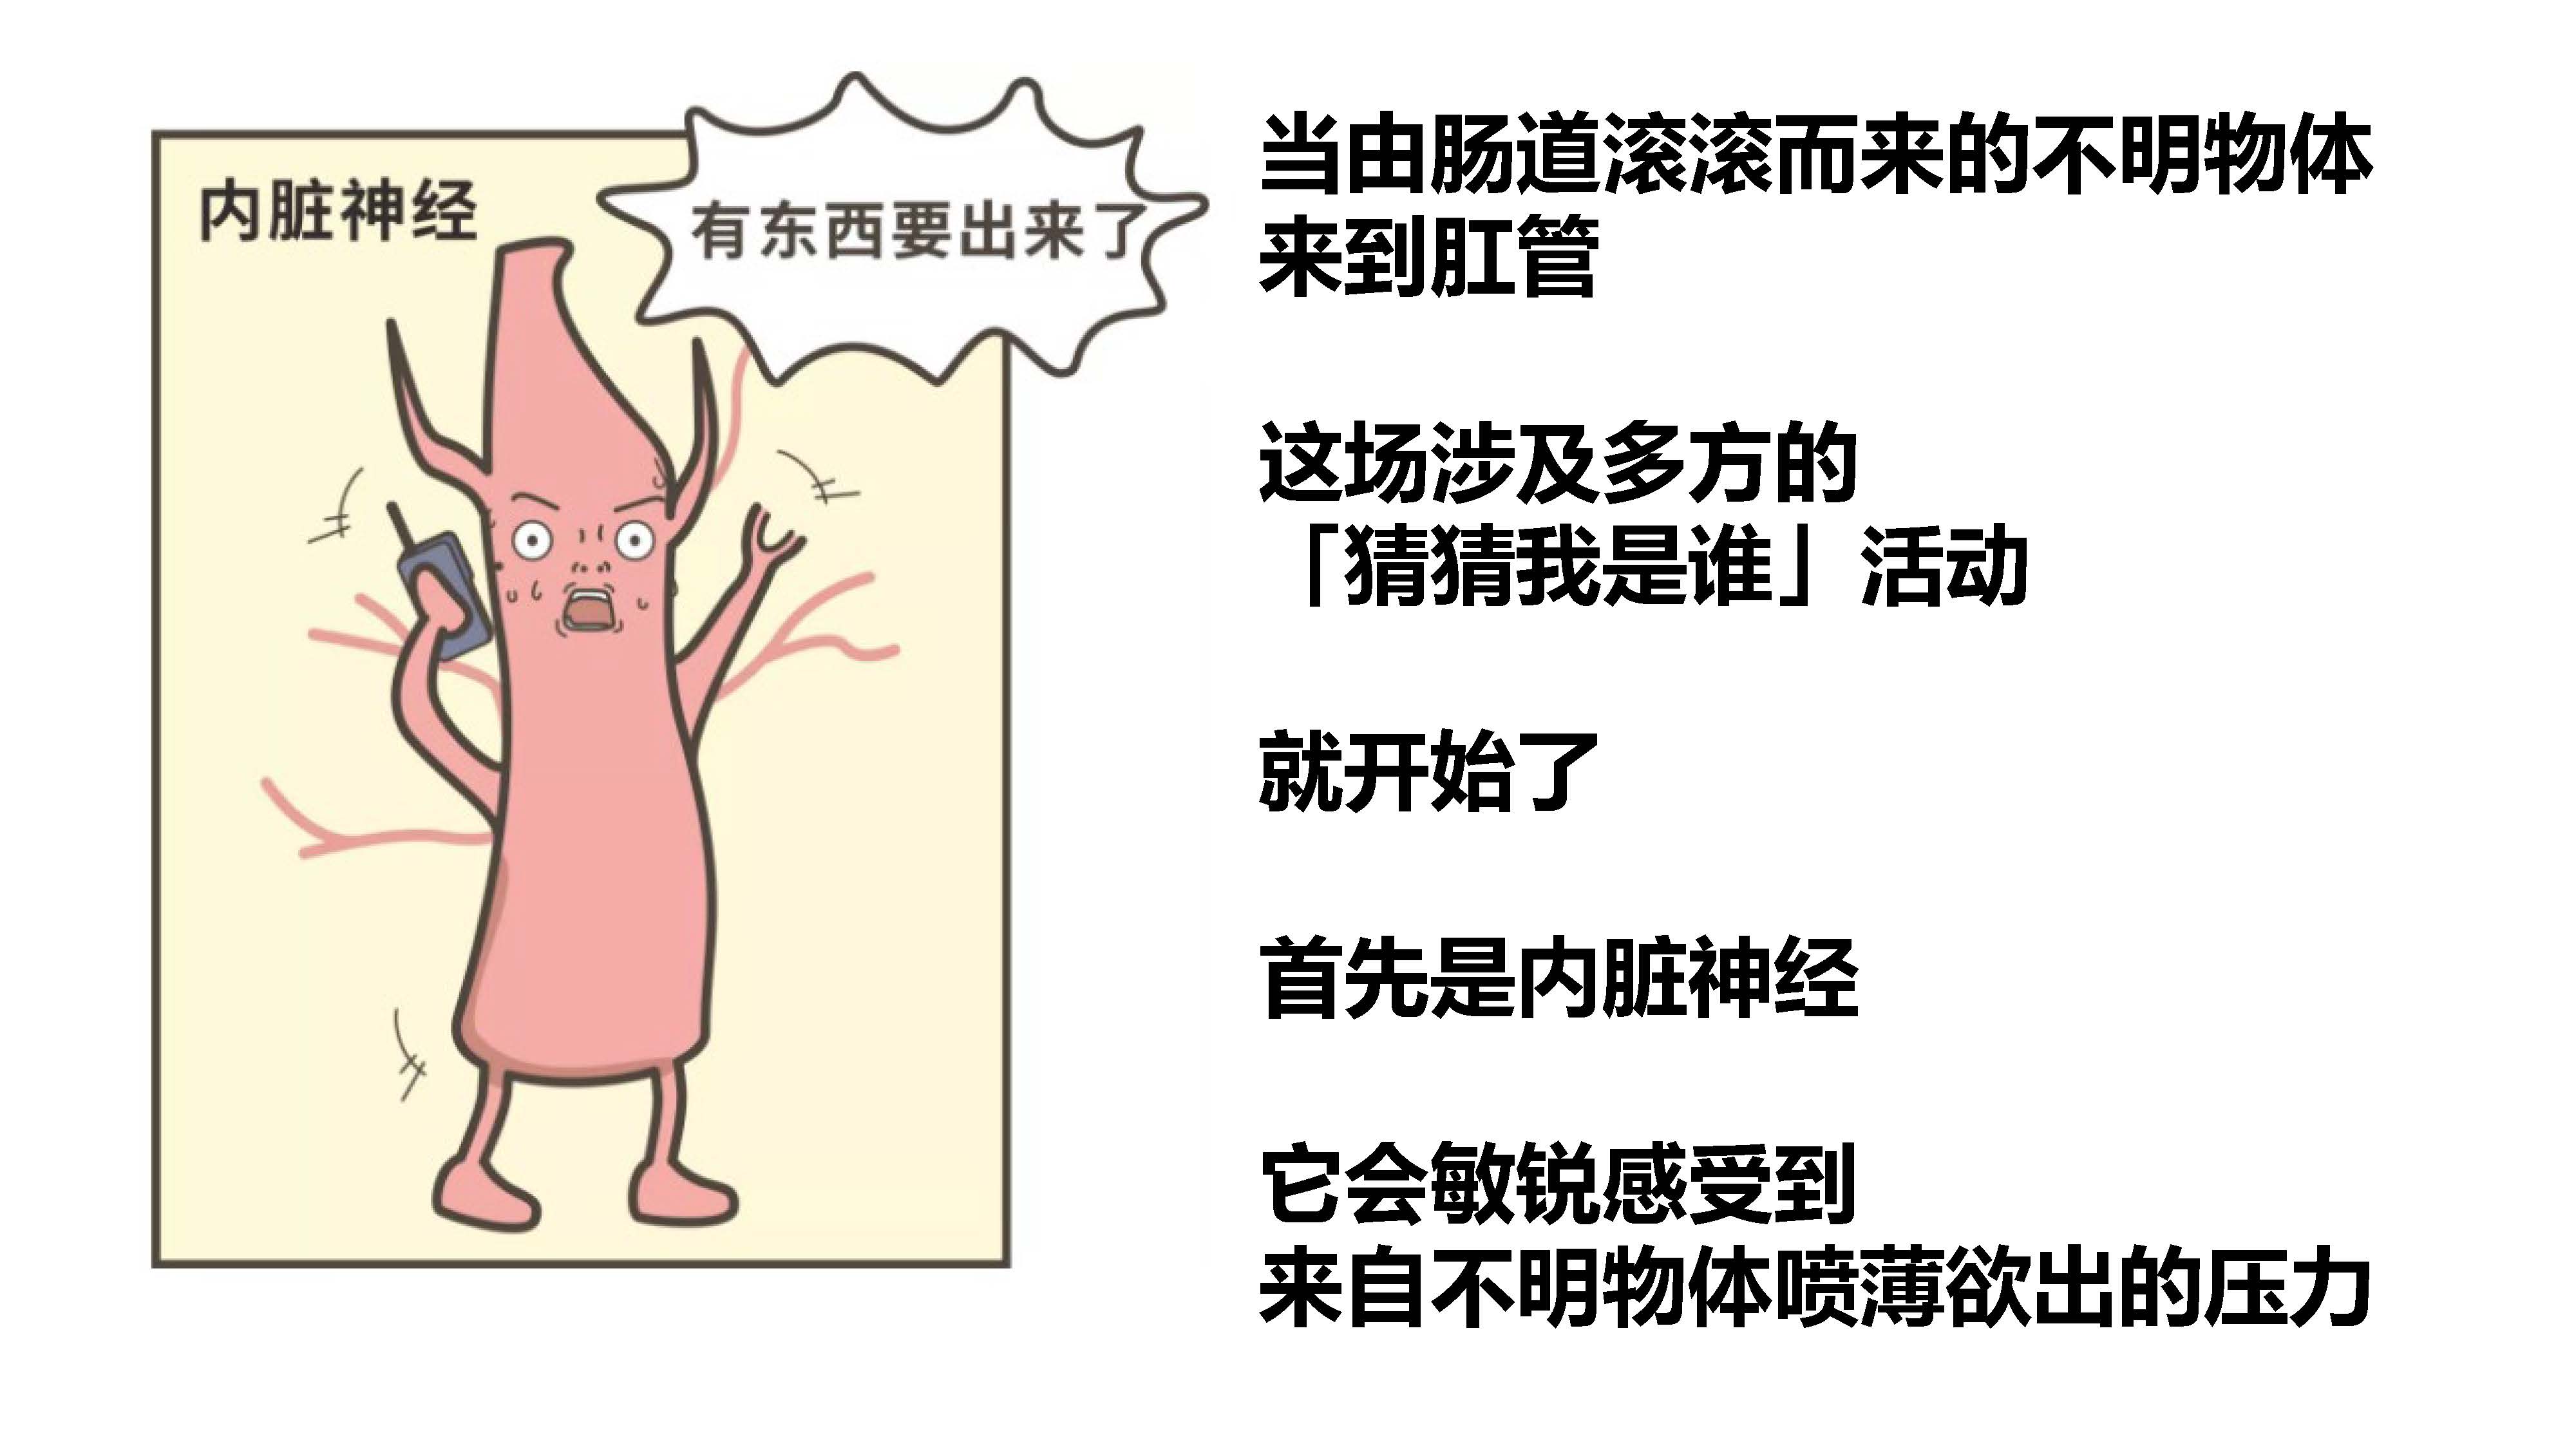 内脏神经
有东西要出来了
当由肠道滚滚而来的不明物体
来到肛管
这场涉及多方的
「猜猜我是谁」活动
就开始了
首先是内脏神经
它会敏锐感受到
来自不明物体喷薄欲出的压力